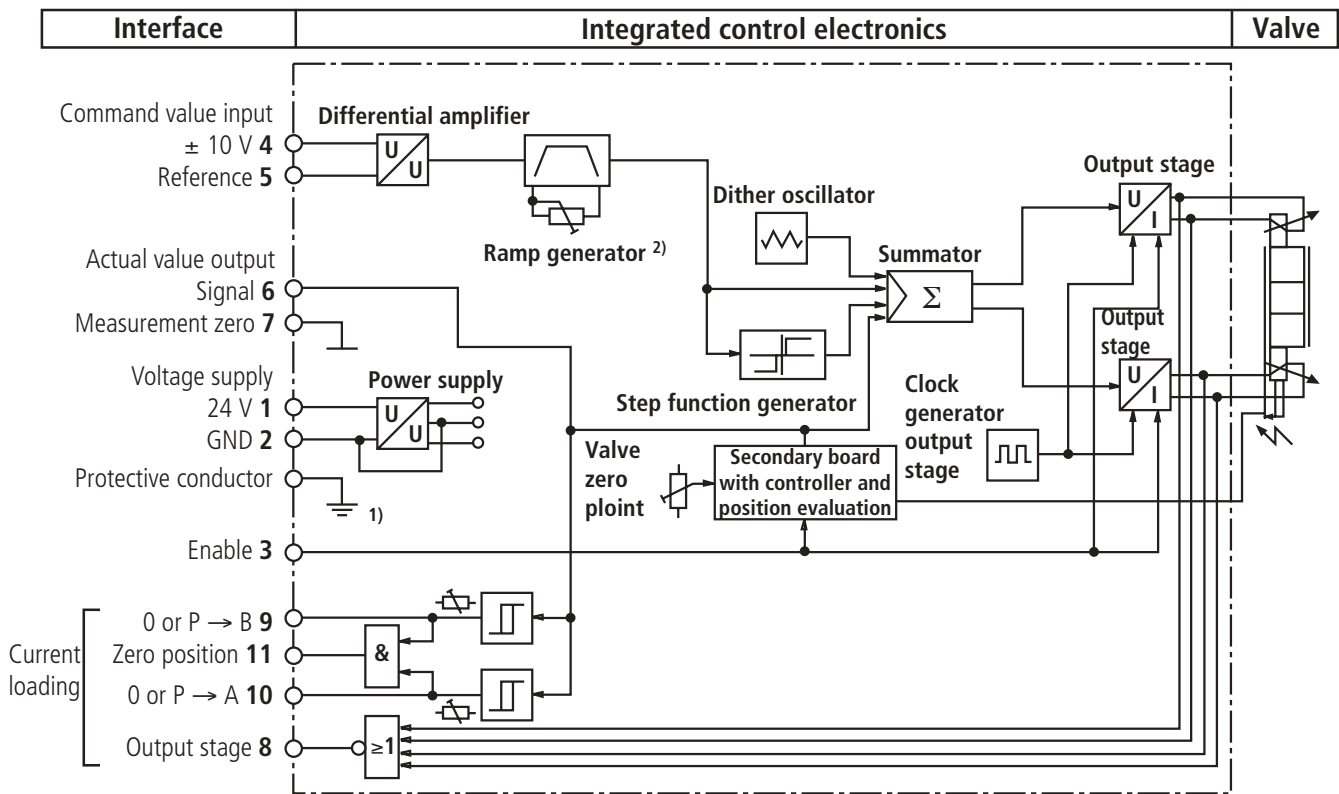 Interface
Integrated control electronics
Valve
Command value input
± 10 V 4
Reference 5
Differential amplifier
U
U
Ramp generator 2)
Dither oscillator
Summator
Σ
Output stage
U
I
Actual value output
Signal 6
Measurement zero 7
Output
stage
U
I
Voltage supply
24 V 1
GND 2
Power supply
U
U
Step function generator
Clock
generator
output
stage
Valve
zero
ploint
Secondary board
with controller and
position evaluation
Protective conductor
1)
Enable 3
Current
loading
0 or P → B 9
Zero position 11
0 or P → A 10
Output stage 8
&
≥1